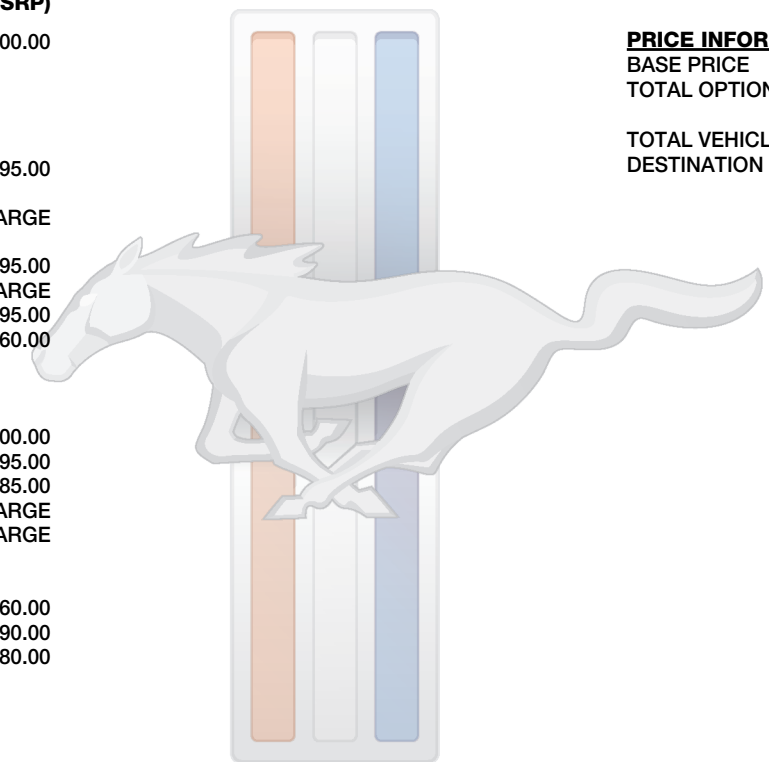 SRP)
00.00
95.00
ARGE
95.00
ARGE
95.00
60.00
00.00
95.00
85.00
ARGE
ARGE
60.00
90.00
80.00
PRICE INFOR
BASE PRICE
TOTAL OPTION
TOTAL VEHICL
DESTINATION